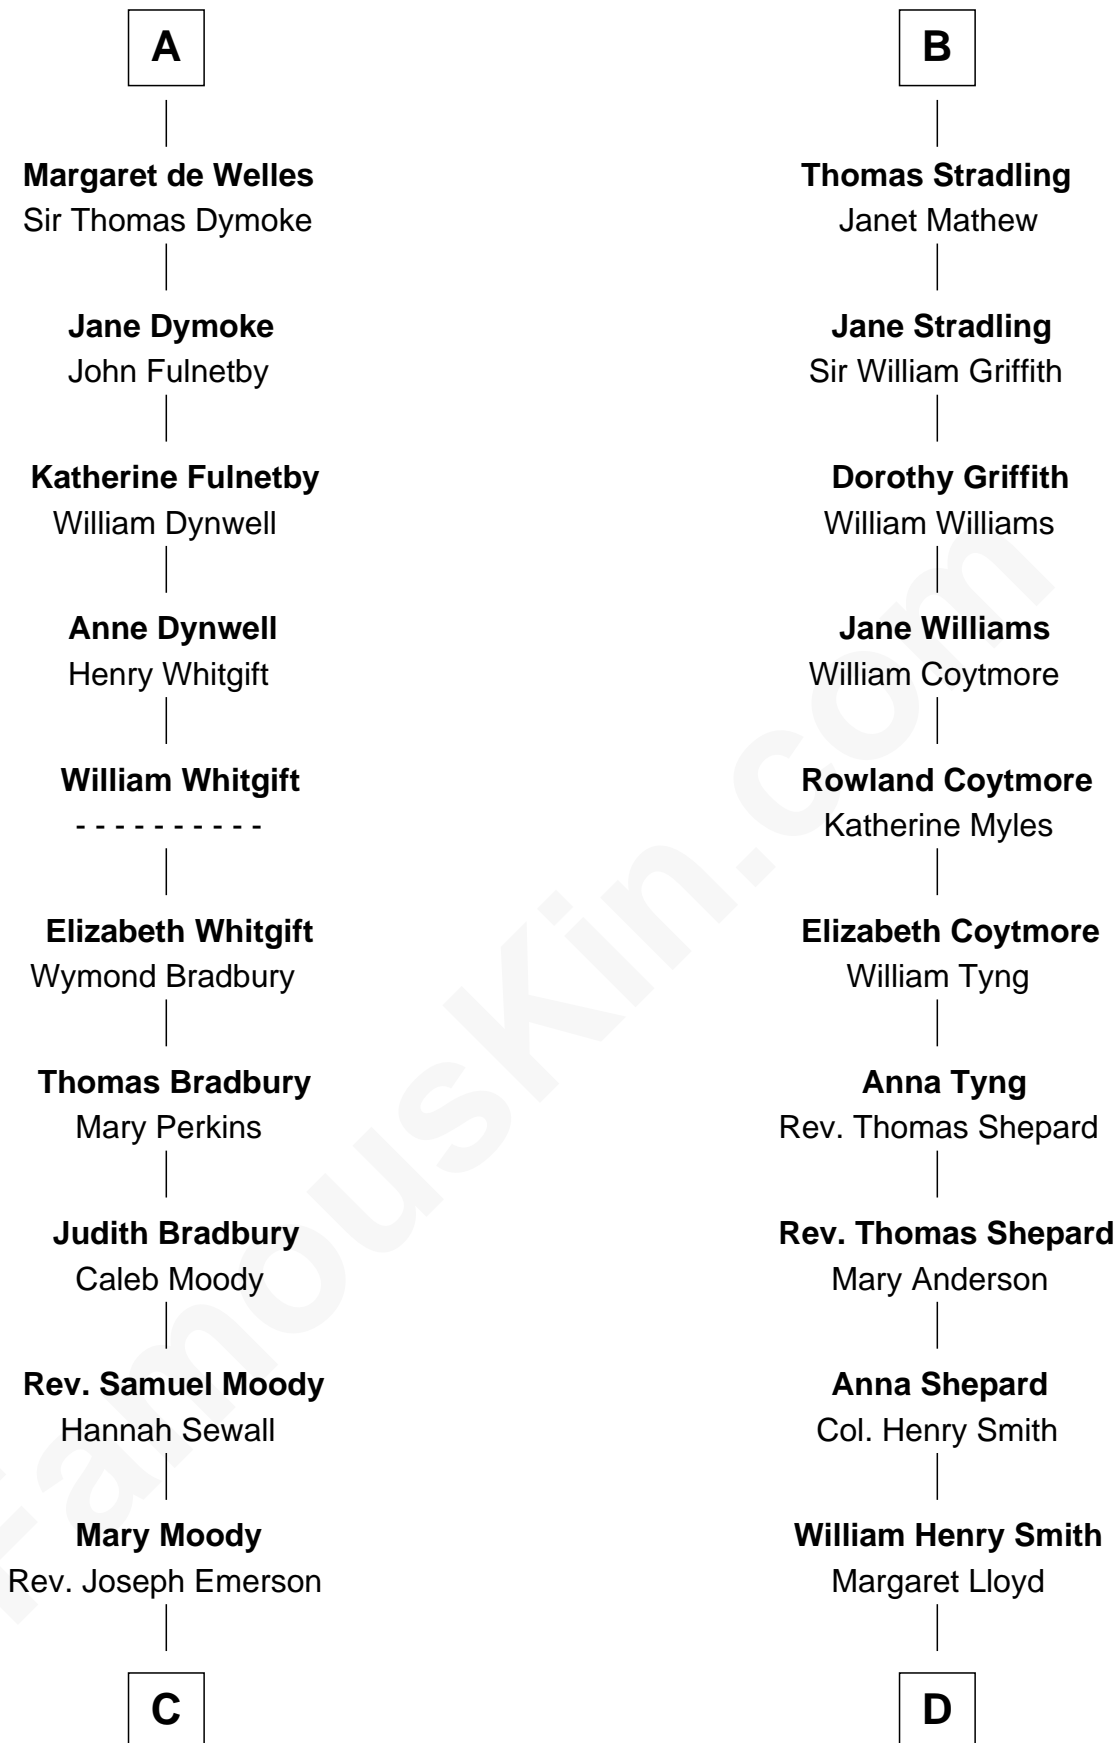 A
Margaret de Welles
Sir Thomas Dymoke
Jane Dymoke
John Fulnetby
Katherine Fulnetby
William Dynwell
Anne Dynwell
Henry Whitgift
William Whitgift
- - - - - - - - - -
Elizabeth Whitgift
Wymond Bradbury
Thomas Bradbury
Mary Perkins
Judith Bradbury
Caleb Moody
Rev. Samuel Moody
Hannah Sewall
Mary Moody
Rev. Joseph Emerson
C
B
Thomas Stradling
Janet Mathew
Jane Stradling
Sir William Griffith
Dorothy Griffith
William Williams
Jane Williams
William Coytmore
Rowland Coytmore
Katherine Myles
Elizabeth Coytmore
William Tyng
Anna Tyng
Rev. Thomas Shepard
Rev. Thomas Shepard
Mary Anderson
Anna Shepard
Col. Henry Smith
William Henry Smith
Margaret Lloyd
D
FamousKin.com